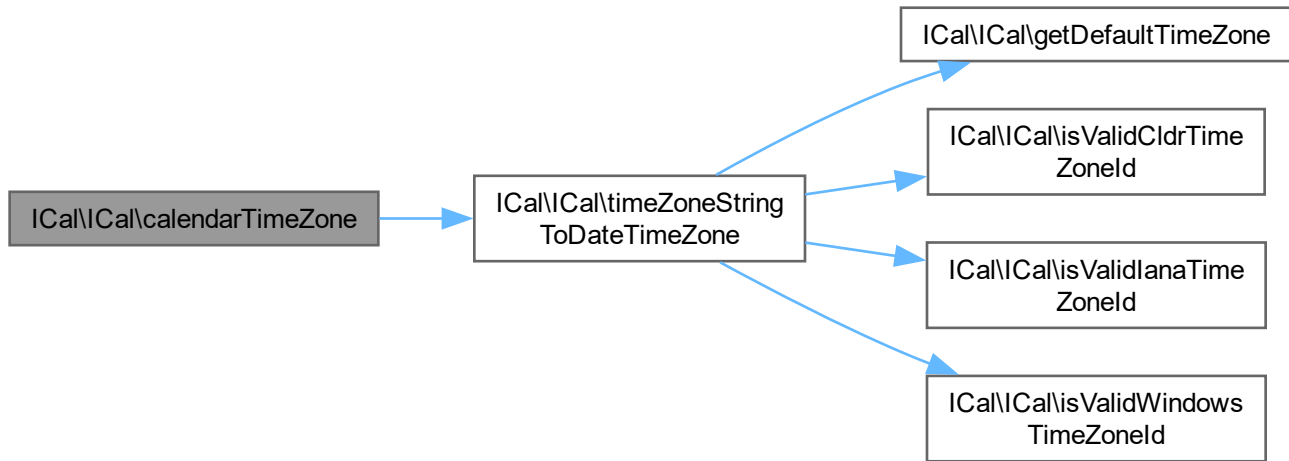 ICal\ICal\calendarTimeZone
ICal\ICal\timeZoneString
ToDateTimeZone
ICal\ICal\getDefaultTimeZone
ICal\ICal\isValidCldrTime
ZoneId
ICal\ICal\isValidIanaTime
ZoneId
ICal\ICal\isValidWindows
TimeZoneId